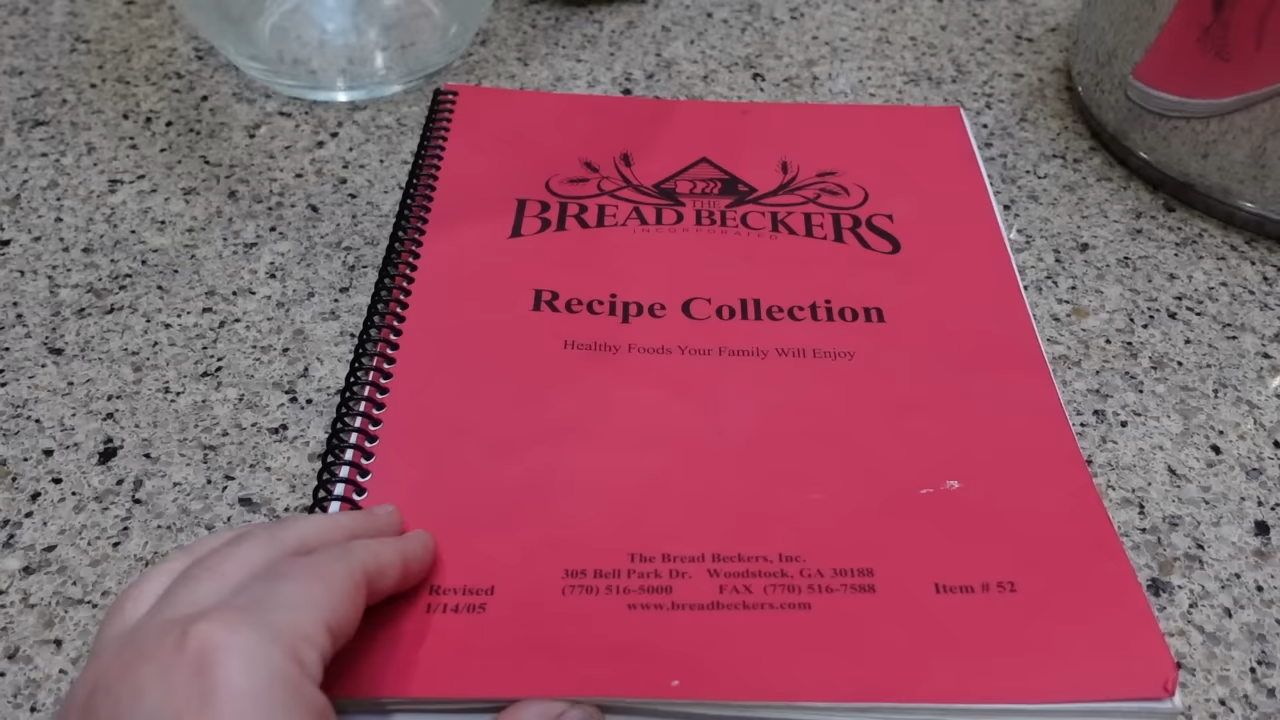 THE
BREAD BECKERS
INCORPORATED
Recipe Collection
Healthy Foods Your Family Will Enjoy
The Bread Beckers, Inc.
305 Bell Park Dr. Woodstock, GA 30188
(770) 516-5000 FAX (770) 516-7588
www.breadbeckers.com
Revised
1/14/05
Item # 52